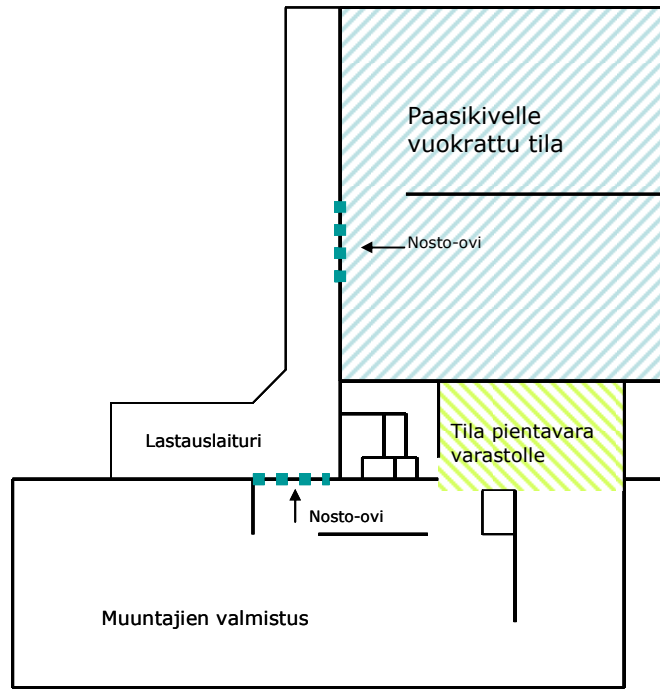 Paasikivelle
vuokrattu tila
Nosto-ovi
Lastauslaituri
Tila pientavara
varastolle
Nosto-ovi
Muuntajien valmistus